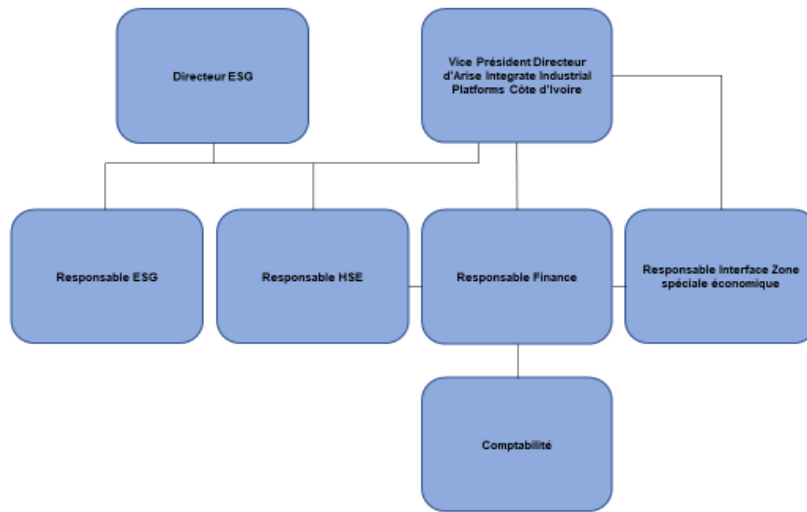 Directeur ESG
Vice Président Directeur
d'Arise Integrate Industrial
Platforms Côte d'Ivoire
Responsable ESG
Responsable HSE
Responsable Finance
Responsable Interface Zone
spéciale économique
Comptabilité